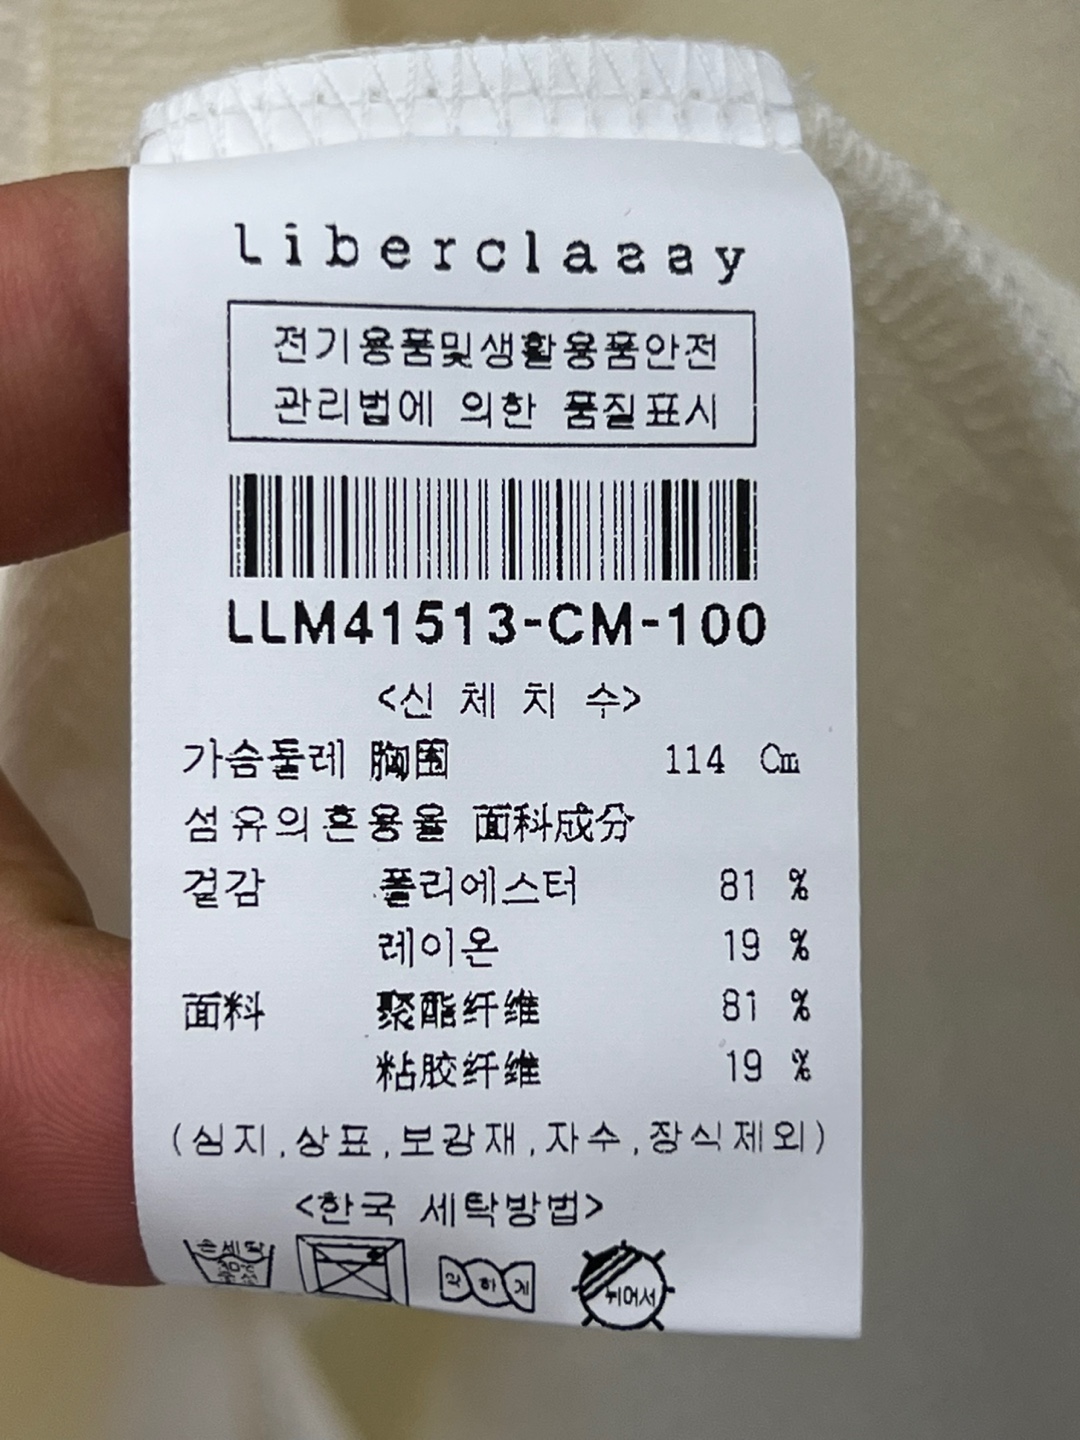 Liberclassy
전기용품및생활용품안전
관리법에 의한 품질표시
LLM41513-CM-100
<신 체 치 수>
가슴둘레 胸围 114 Cm
섬유의혼용율 面料成分
겉감 폴리에스터 81 %
레이온 19 %
面料 聚酯纤维 81 %
粘胶纤维 19 %
(심지,상표,보강재,자수,장식제외)
<한국 세탁방법>
손세탁
30℃
중성
약하게
뉘어서